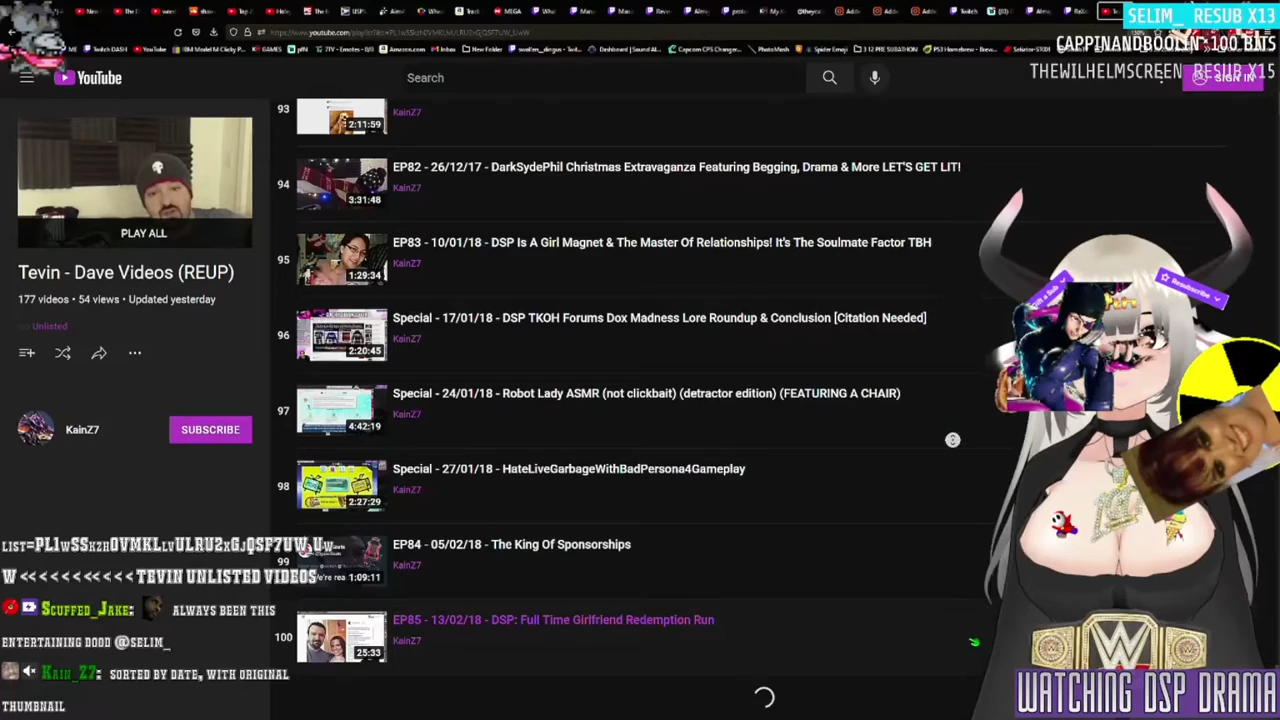 SELIM_ RESUB X13
CAPPINANDBOOLIN: 100 BITS
THEWILHELMSCREEN_ RESUB X15
YouTube
Search
SIGN IN
93
KainZ7
2:11:59
94
EP82 - 26/12/17 - DarkSydePhil Christmas Extravaganza Featuring Begging, Drama & More LET'S GET LIT!
KainZ7
3:31:48
PLAY ALL
95
EP83 - 10/01/18 - DSP Is A Girl Magnet & The Master Of Relationships! It's The Soulmate Factor TBH
KainZ7
1:29:34
Tevin - Dave Videos (REUP)
177 videos • 54 views • Updated yesterday
Unlisted
96
Special - 17/01/18 - DSP TKOH Forums Dox Madness Lore Roundup & Conclusion [Citation Needed]
KainZ7
2:20:45
97
Special - 24/01/18 - Robot Lady ASMR (not clickbait) (detractor edition) (FEATURING A CHAIR)
KainZ7
4:42:19
KainZ7
SUBSCRIBE
98
Special - 27/01/18 - HateLiveGarbageWithBadPersona4Gameplay
KainZ7
2:27:29
99
EP84 - 05/02/18 - The King Of Sponsorships
KainZ7
1:09:11
100
EP85 - 13/02/18 - DSP: Full Time Girlfriend Redemption Run
KainZ7
25:33
W < < < < < < < < < < TEVIN UNLISTED VIDEOS
SCUFFED_JAKE: ALWAYS BEEN THIS
ENTERTAINING DOOD @SELIM_
KAIN_Z7: SORTED BY DATE, WITH ORIGINAL
THUMBNAIL
Resubscribe
WATCHING DSP DRAMA